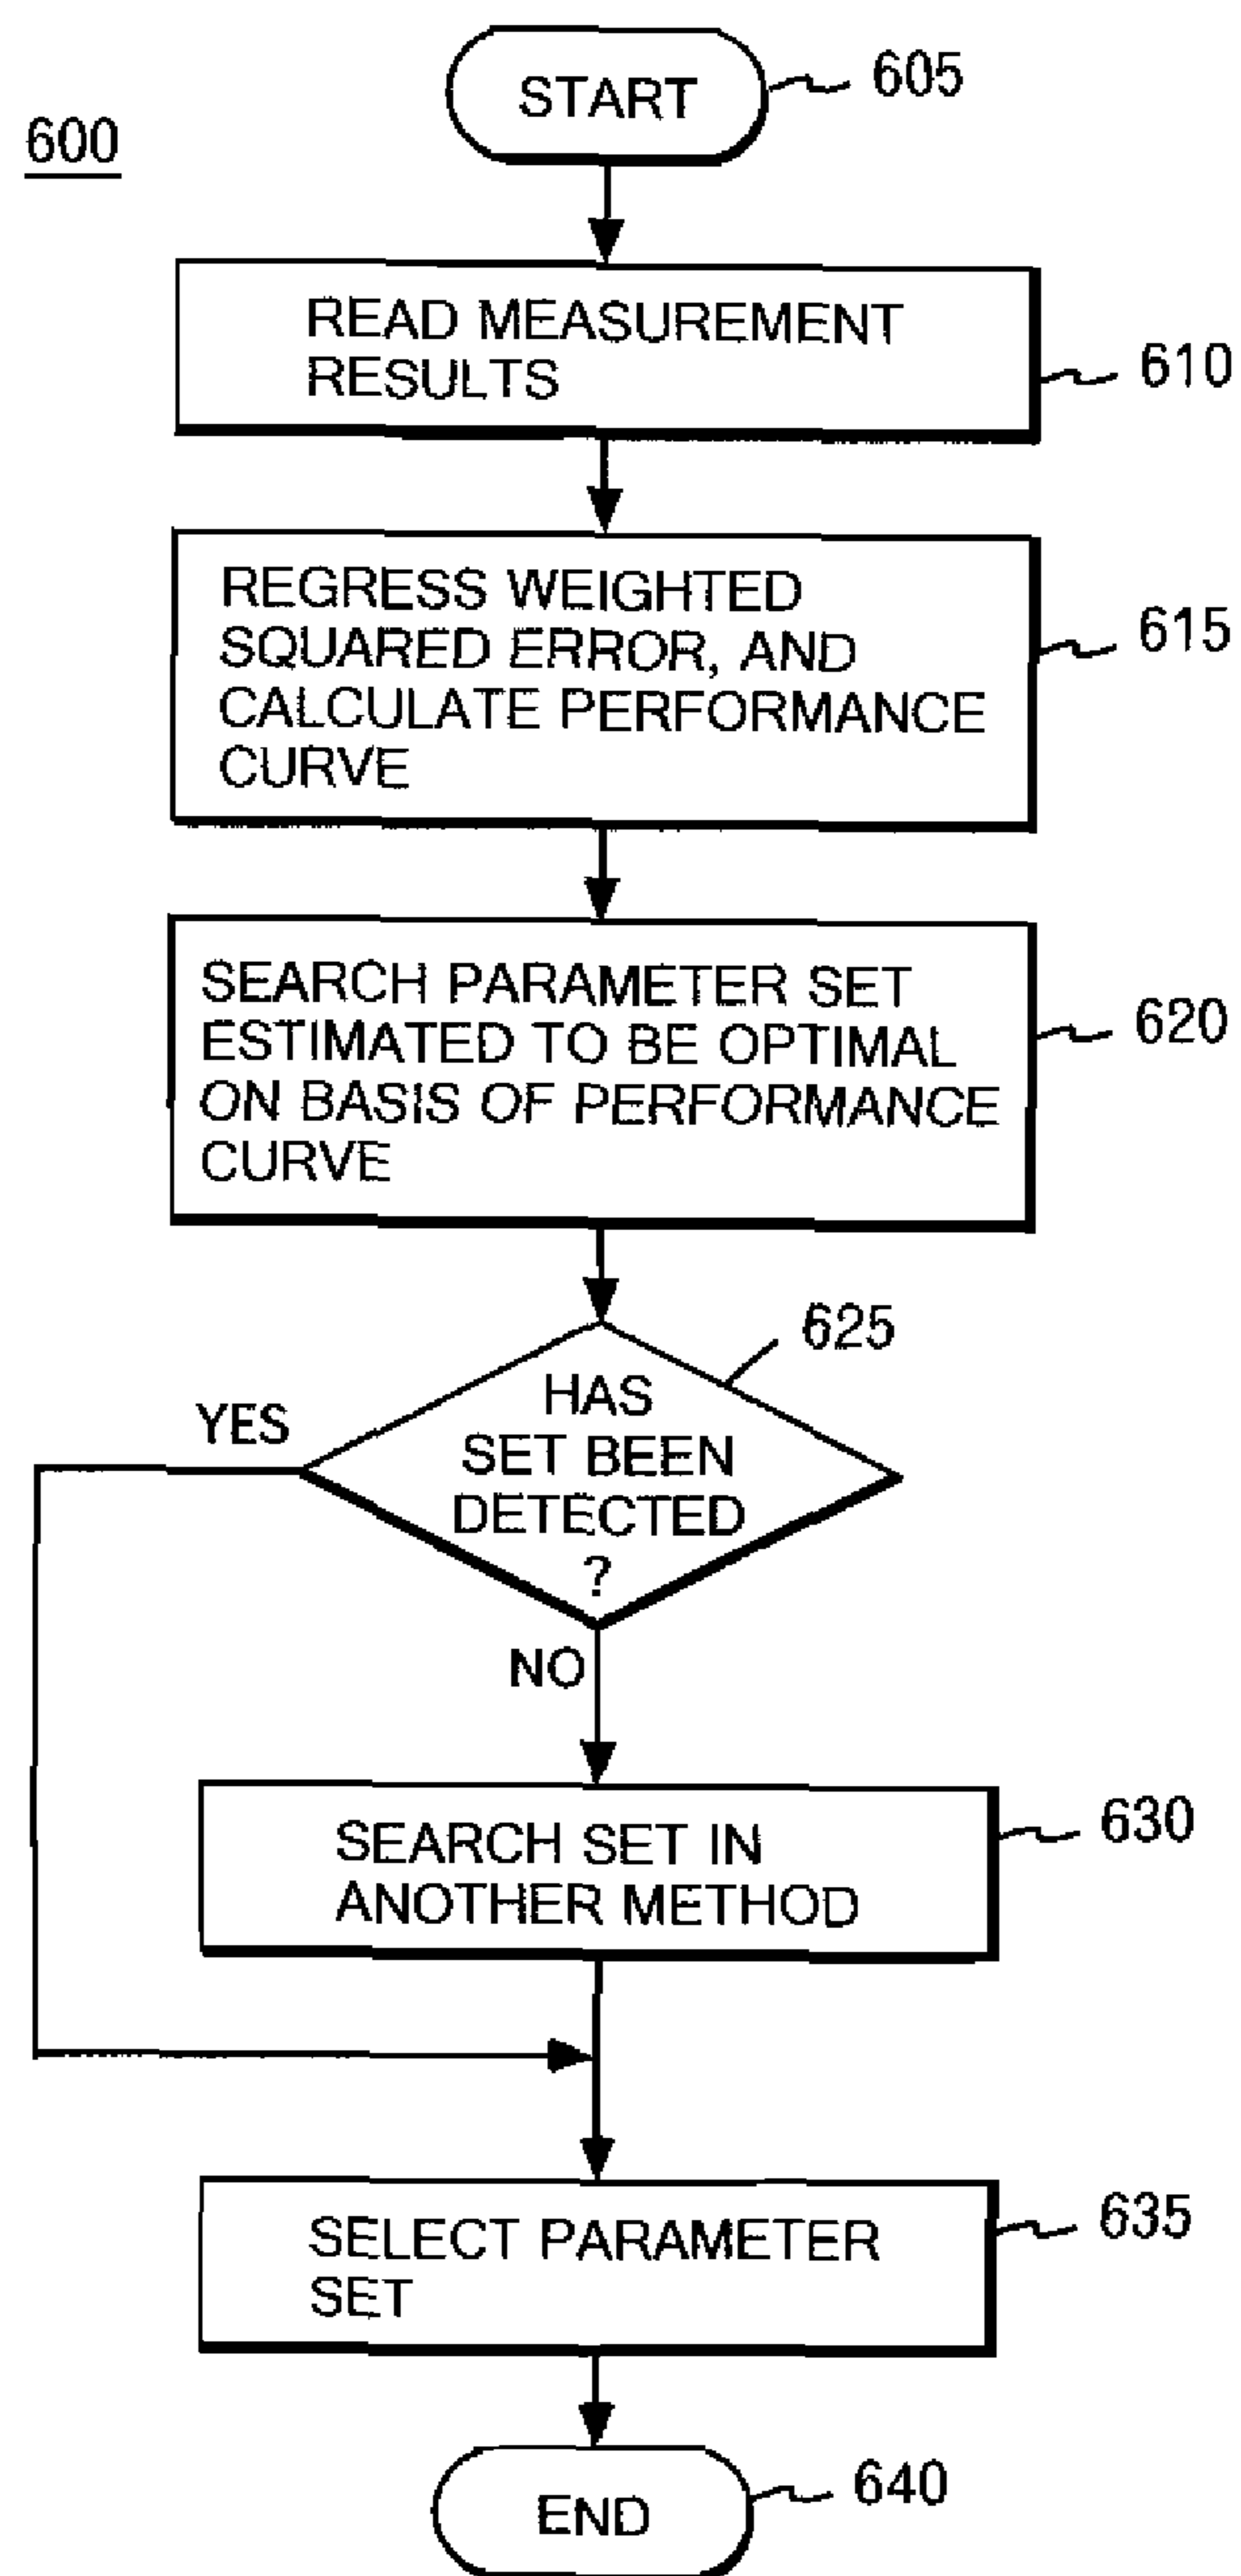 START
605
600
READ MEASUREMENT
RESULTS
610
REGRESS WEIGHTED
SQUARED ERROR, AND
CALCULATE PERFORMANCE
CURVE
615
SEARCH PARAMETER SET
ESTIMATED TO BE OPTIMAL
ON BASIS OF PERFORMANCE
CURVE
620
625
YES
HAS
SET BEEN
DETECTED
?
NO
SEARCH SET IN
ANOTHER METHOD
630
SELECT PARAMETER
SET
635
END
640